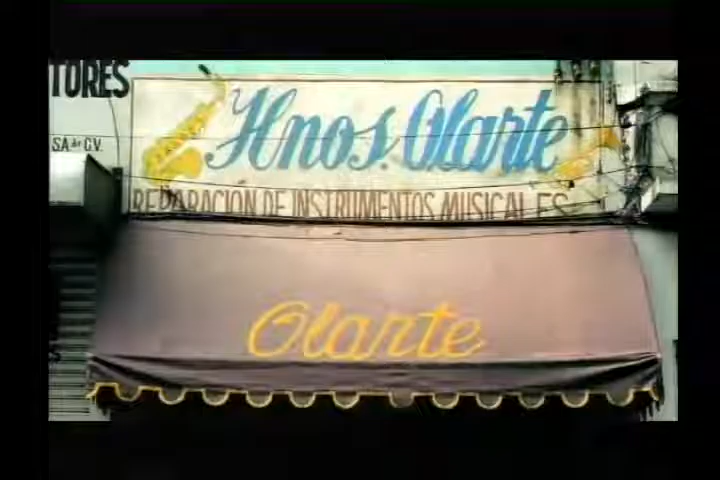 TORES
SA de C.V.
Hnos. Olarte
REPARACION DE INSTRUMENTOS MUSICALES
Olarte